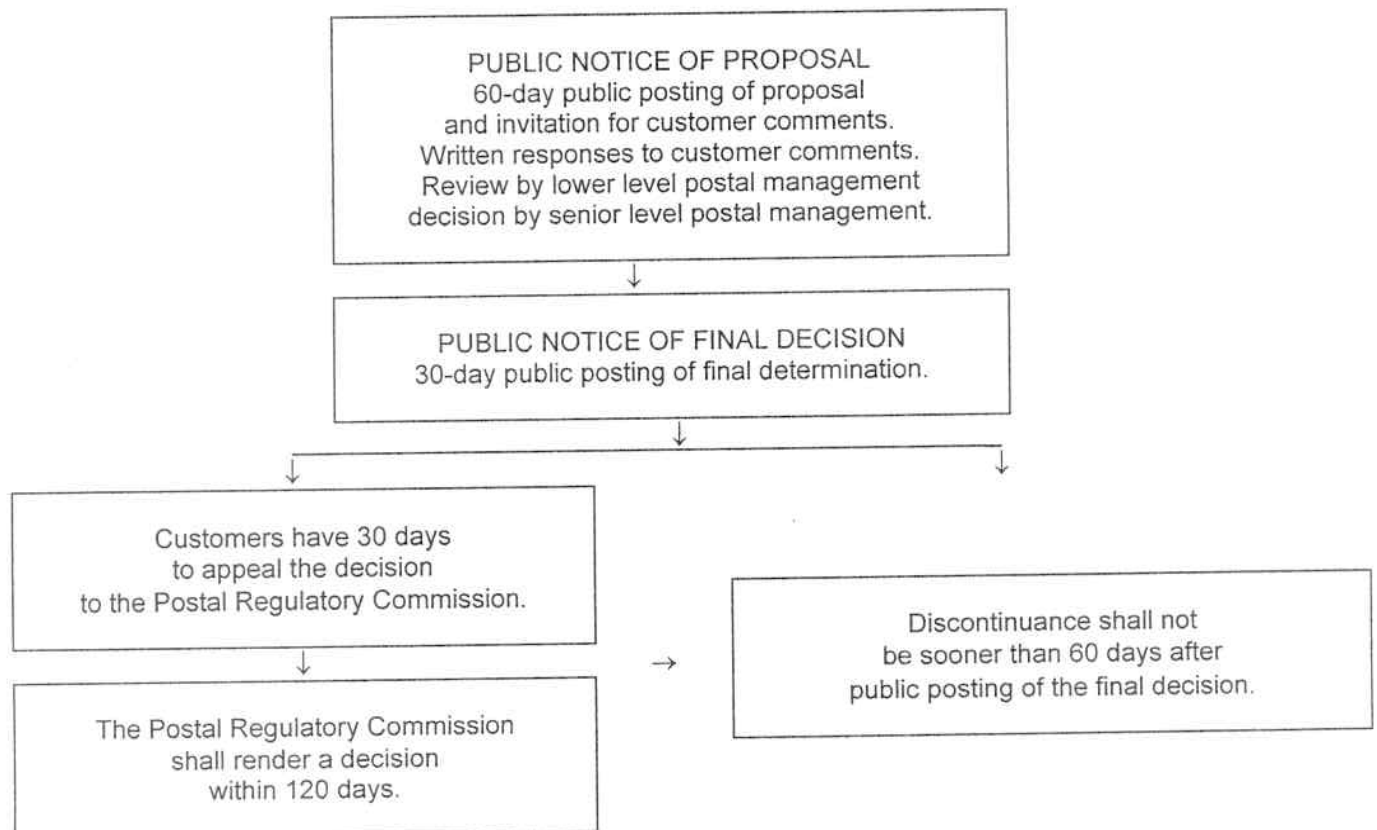 PUBLIC NOTICE OF PROPOSAL
60-day public posting of proposal
and invitation for customer comments.
Written responses to customer comments.
Review by lower level postal management
decision by senior level postal management.
PUBLIC NOTICE OF FINAL DECISION
30-day public posting of final determination.
Customers have 30 days
to appeal the decision
to the Postal Regulatory Commission.
The Postal Regulatory Commission
shall render a decision
within 120 days.
Discontinuance shall not
be sooner than 60 days after
public posting of the final decision.